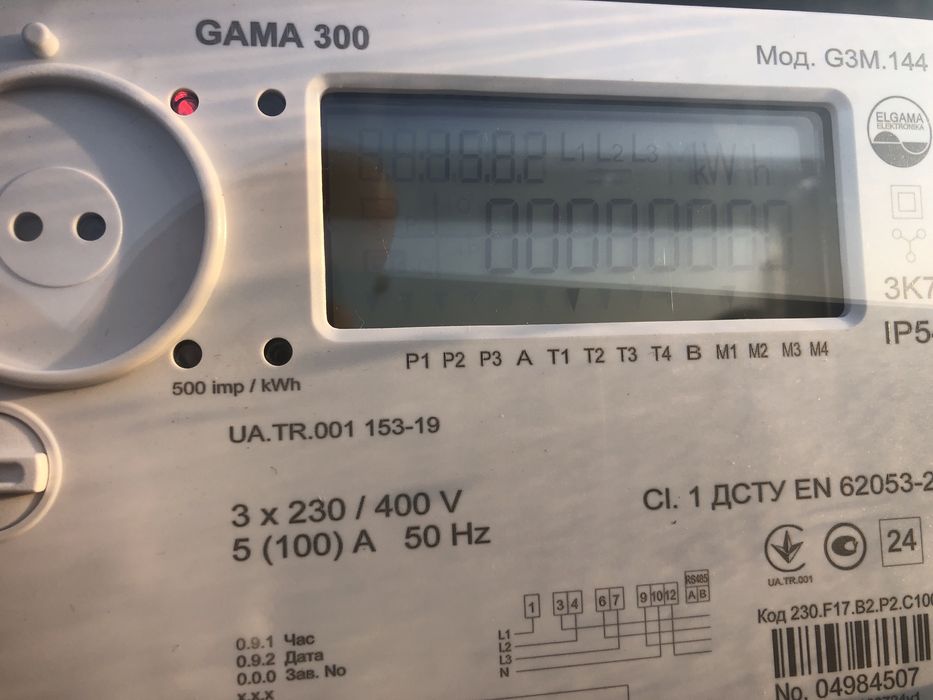 GAMA 300
Мод. G3M.144
ELGAMA
ELEKTRONIKA
L1 L2 L3 kWh
00000000
IP54
P1 P2 P3 A T1 T2 T3 T4 B M1 M2 M3 M4
500 imp / kWh
UA.TR.001 153-19
3 x 230 / 400 V
5 (100) A 50 Hz
Cl. 1 ДСТУ EN 62053-2
24
UA.TR.001
RS485
1 3 4 6 7 9 10 12 A B
L1
L2
L3
N
Код 230.F17.B2.P2.C100
0.9.1 Час
0.9.2 Дата
0.0.0 Зав. No
x.x.x
No. 04984507